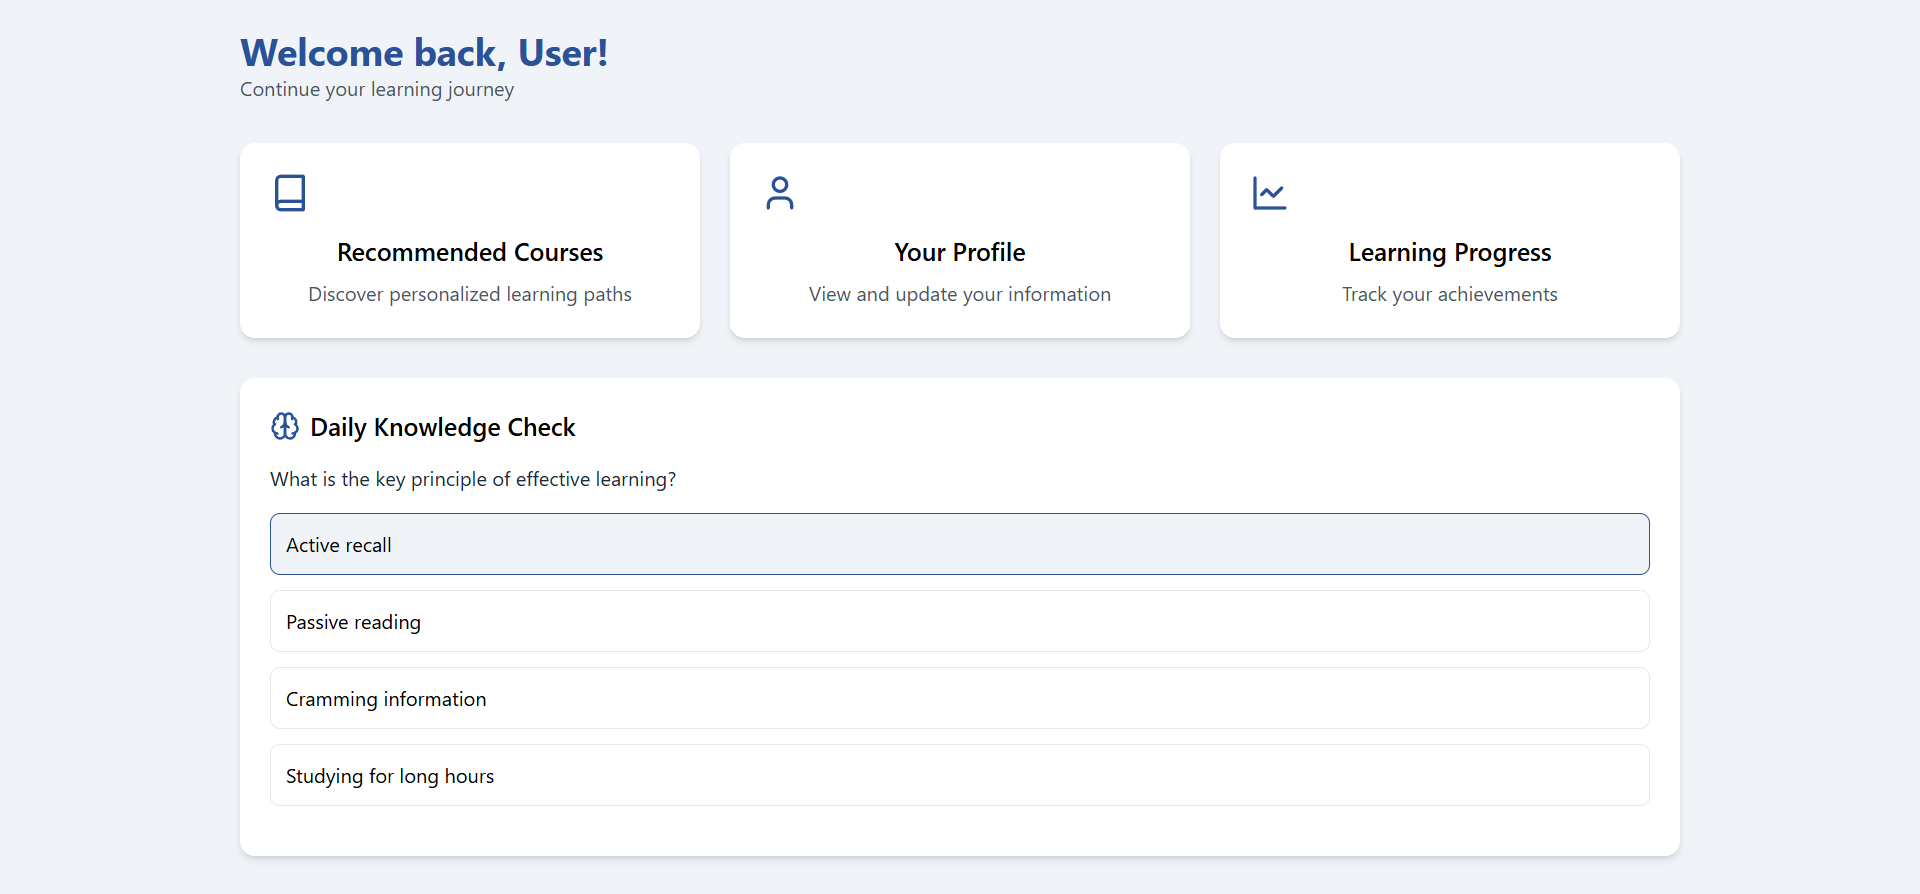 Welcome back, User!
Continue your learning journey
Recommended Courses
Discover personalized learning paths
Your Profile
View and update your information
Learning Progress
Track your achievements
Daily Knowledge Check
What is the key principle of effective learning?
Active recall
Passive reading
Cramming information
Studying for long hours